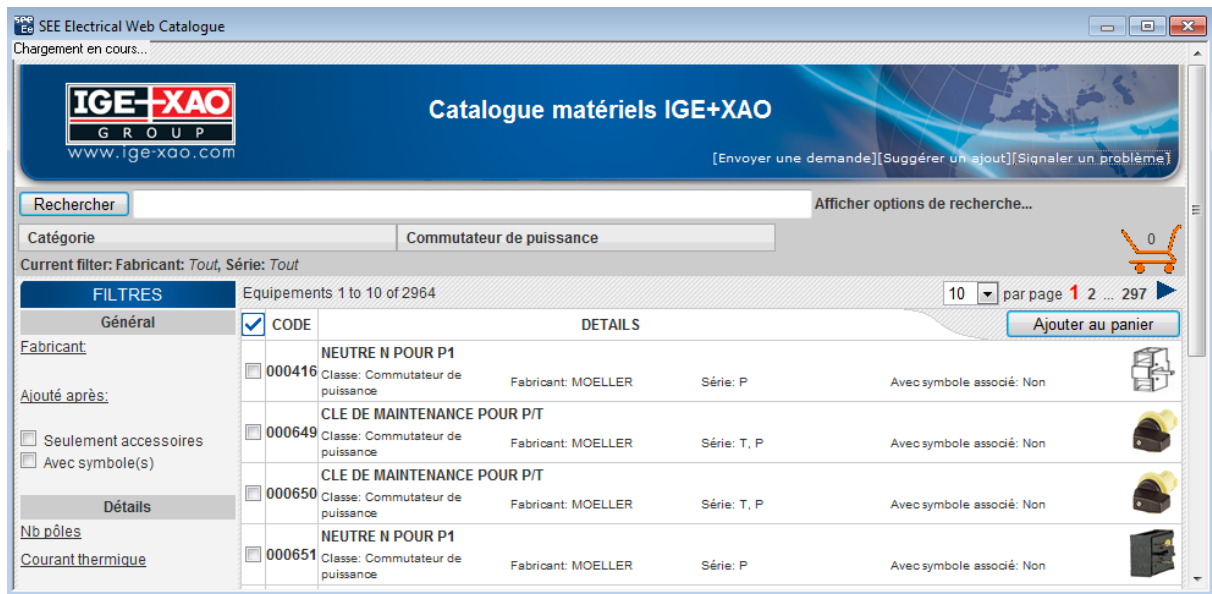 SEE Electrical Web Catalogue
Chargement en cours...
IGE+XAO
GROUP
www.ige-xao.com
Catalogue matériels IGE+XAO
[Envoyer une demande][Suggérer un ajout][Signaler un problème]
Rechercher
Afficher options de recherche...
Catégorie Commutateur de puissance
0
Current filter: Fabricant: Tout, Série: Tout
FILTRES
Equipements 1 to 10 of 2964
10 par page 1 2 ... 297
Général
CODE DETAILS
Ajouter au panier
Fabricant:
Ajouté après:
Seulement accessoires
Avec symbole(s)
Détails
Nb pôles
Courant thermique
NEUTRE N POUR P1
000416 Classe: Commutateur de puissance Fabricant: MOELLER Série: P Avec symbole associé: Non
CLE DE MAINTENANCE POUR P/T
000649 Classe: Commutateur de puissance Fabricant: MOELLER Série: T, P Avec symbole associé: Non
CLE DE MAINTENANCE POUR P/T
000650 Classe: Commutateur de puissance Fabricant: MOELLER Série: T, P Avec symbole associé: Non
NEUTRE N POUR P1
000651 Classe: Commutateur de puissance Fabricant: MOELLER Série: P Avec symbole associé: Non